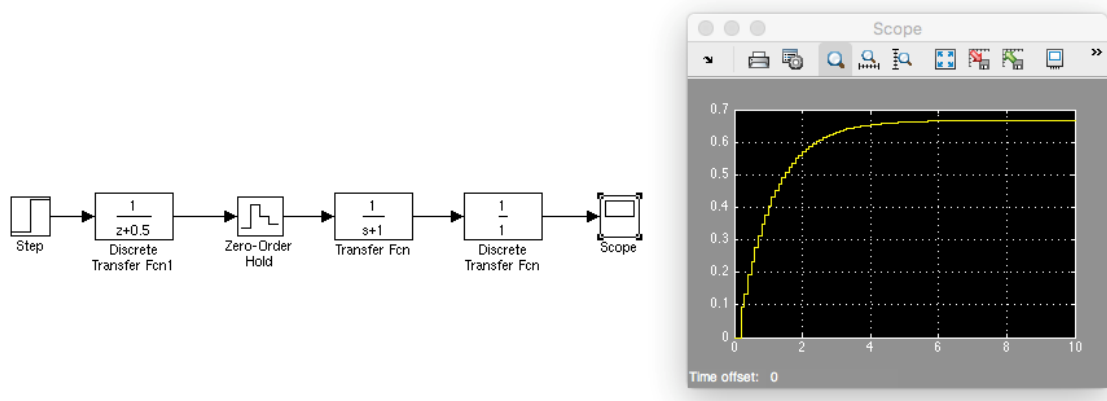 1
z+0.5
1
s+1
1
1
Step
Discrete
Transfer Fcn1
Zero-Order
Hold
Transfer Fcn
Discrete
Transfer Fcn
Scope
Scope
»
0.7
0.6
0.5
0.4
0.3
0.2
0.1
0
0 2 4 6 8 10
Time offset: 0